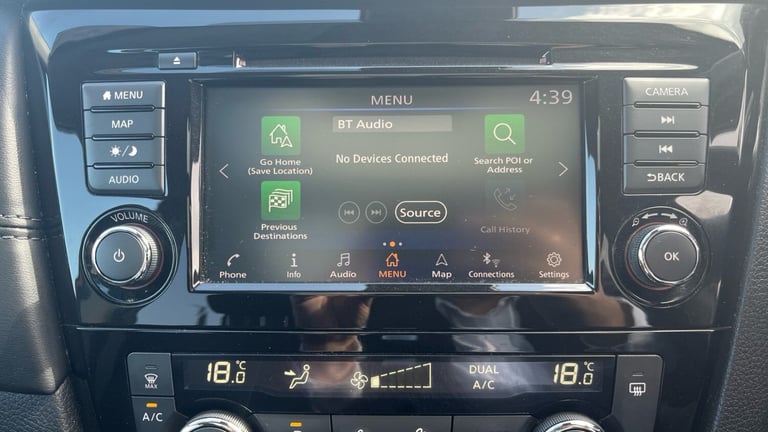 MENU
MAP
AUDIO
VOLUME
MENU
4:39
BT Audio
No Devices Connected
Go Home
(Save Location)
Previous
Destinations
Search POI or
Address
Call History
Source
Phone
Info
Audio
MENU
Map
Connections
Settings
CAMERA
BACK
OK
MAX
A/C
18.0°C
DUAL
A/C
18.0°C